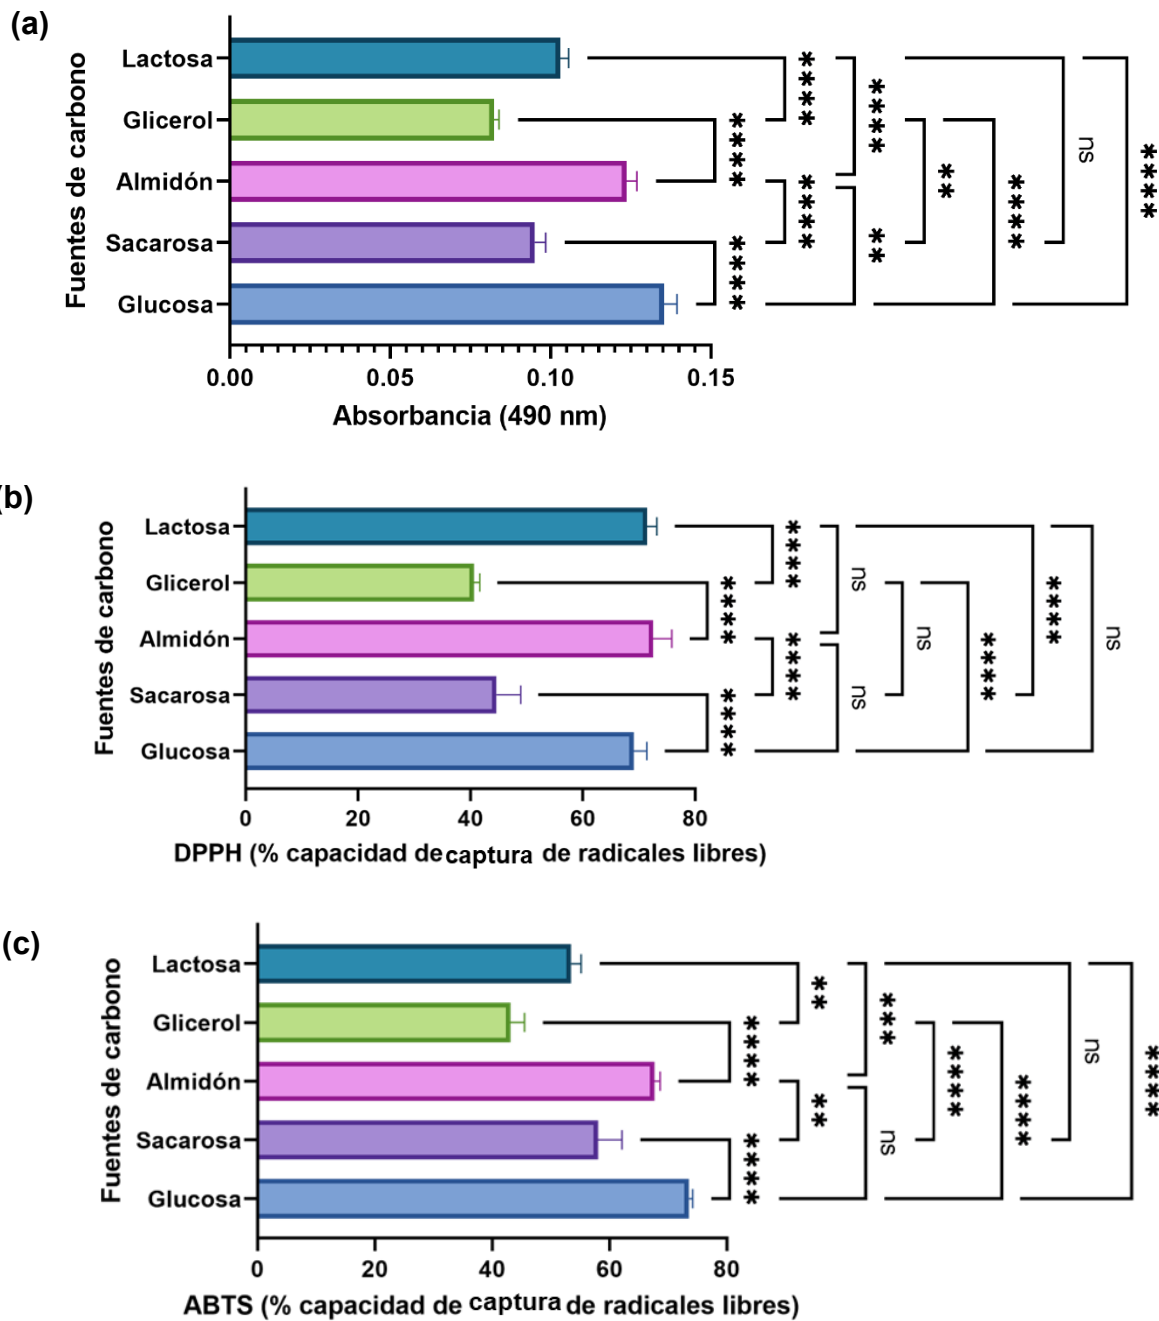 (a)
Fuentes de carbono
Lactosa
Glicerol
Almidón
Sacarosa
Glucosa
****
****
****
****
****
**
**
****
ns
****
0.00 0.05 0.10 0.15
Absorbancia (490 nm)
(b)
Fuentes de carbono
Lactosa
Glicerol
Almidón
Sacarosa
Glucosa
****
****
****
****
ns
ns
ns
****
****
ns
0 20 40 60 80
DPPH (% capacidad de captura de radicales libres)
(c)
Fuentes de carbono
Lactosa
Glicerol
Almidón
Sacarosa
Glucosa
****
****
**
**
***
ns
****
****
ns
****
0 20 40 60 80
ABTS (% capacidad de captura de radicales libres)